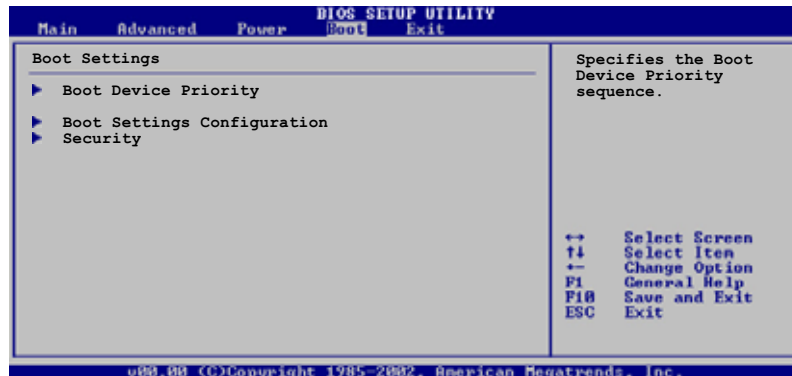 BIOS SETUP UTILITY
Main Advanced Power Boot Exit
Boot Settings
Boot Device Priority
Boot Settings Configuration
Security
Specifies the Boot
Device Priority
sequence.
↔ Select Screen
↑↓ Select Item
+- Change Option
F1 General Help
F10 Save and Exit
ESC Exit
v00.00 (C)Copyright 1985-2002, American Megatrends, Inc.